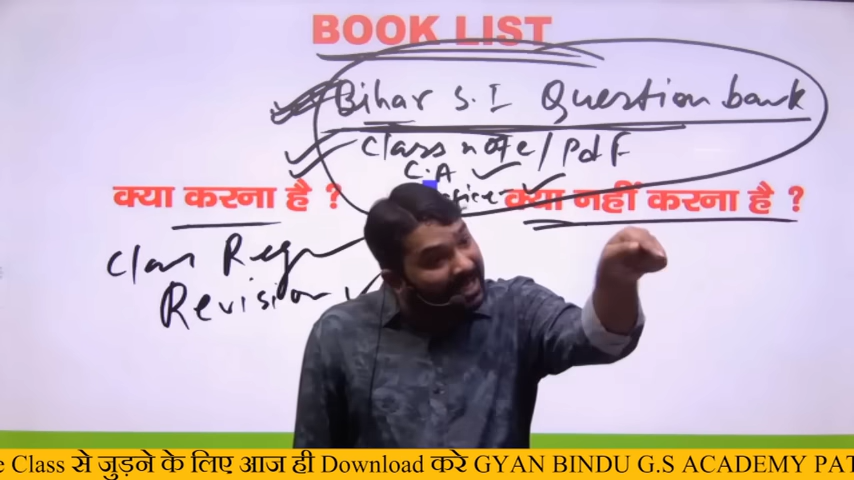 BOOK LIST
Bihar S.I Question bank
Class note/Pdf
C.A
क्या करना है ?
क्या नहीं करना है ?
Class Regu
Revision
e Class से जुड़ने के लिए आज ही Download करे GYAN BINDU G.S ACADEMY PAT